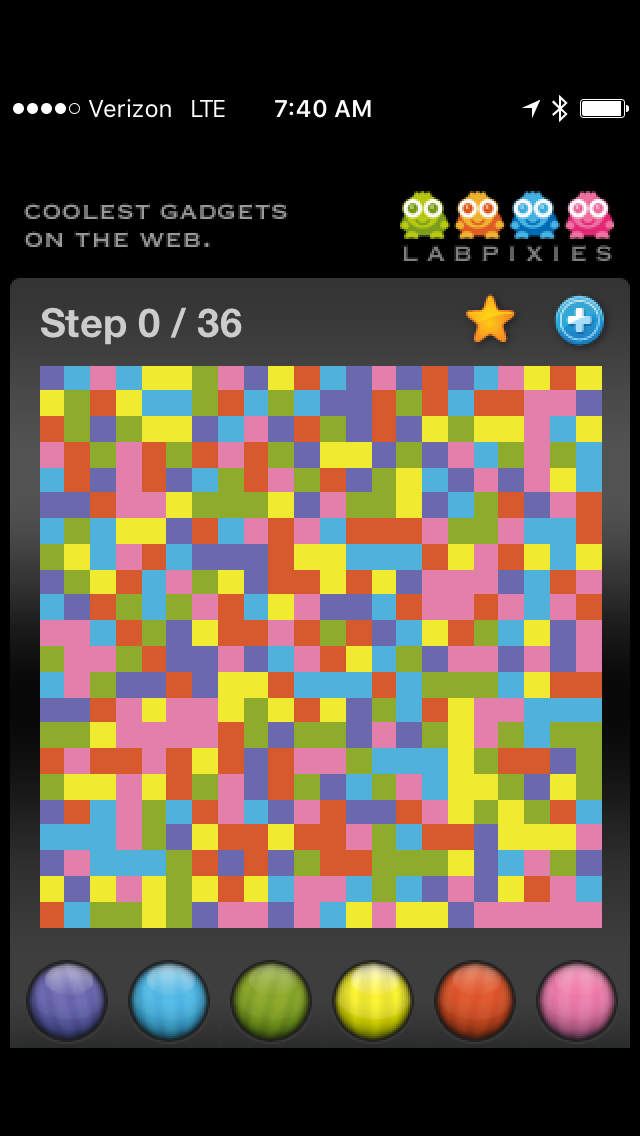 Verizon LTE 7:40 AM
COOLEST GADGETS
ON THE WEB.
LABPIXIES
Step 0 / 36